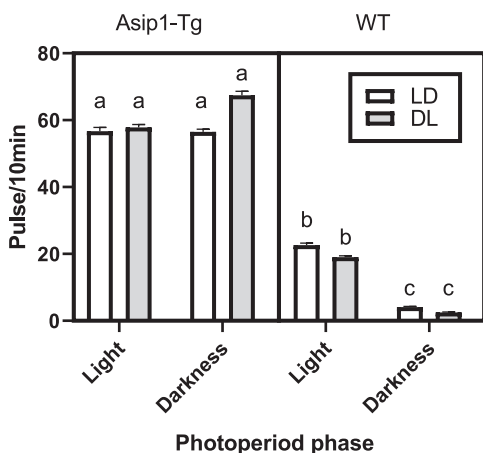 Asip1-Tg WT
80
60
40
20
0
Pulse/10min
a a a a
b b
c c
LD
DL
Light Darkness Light Darkness
Photoperiod phase